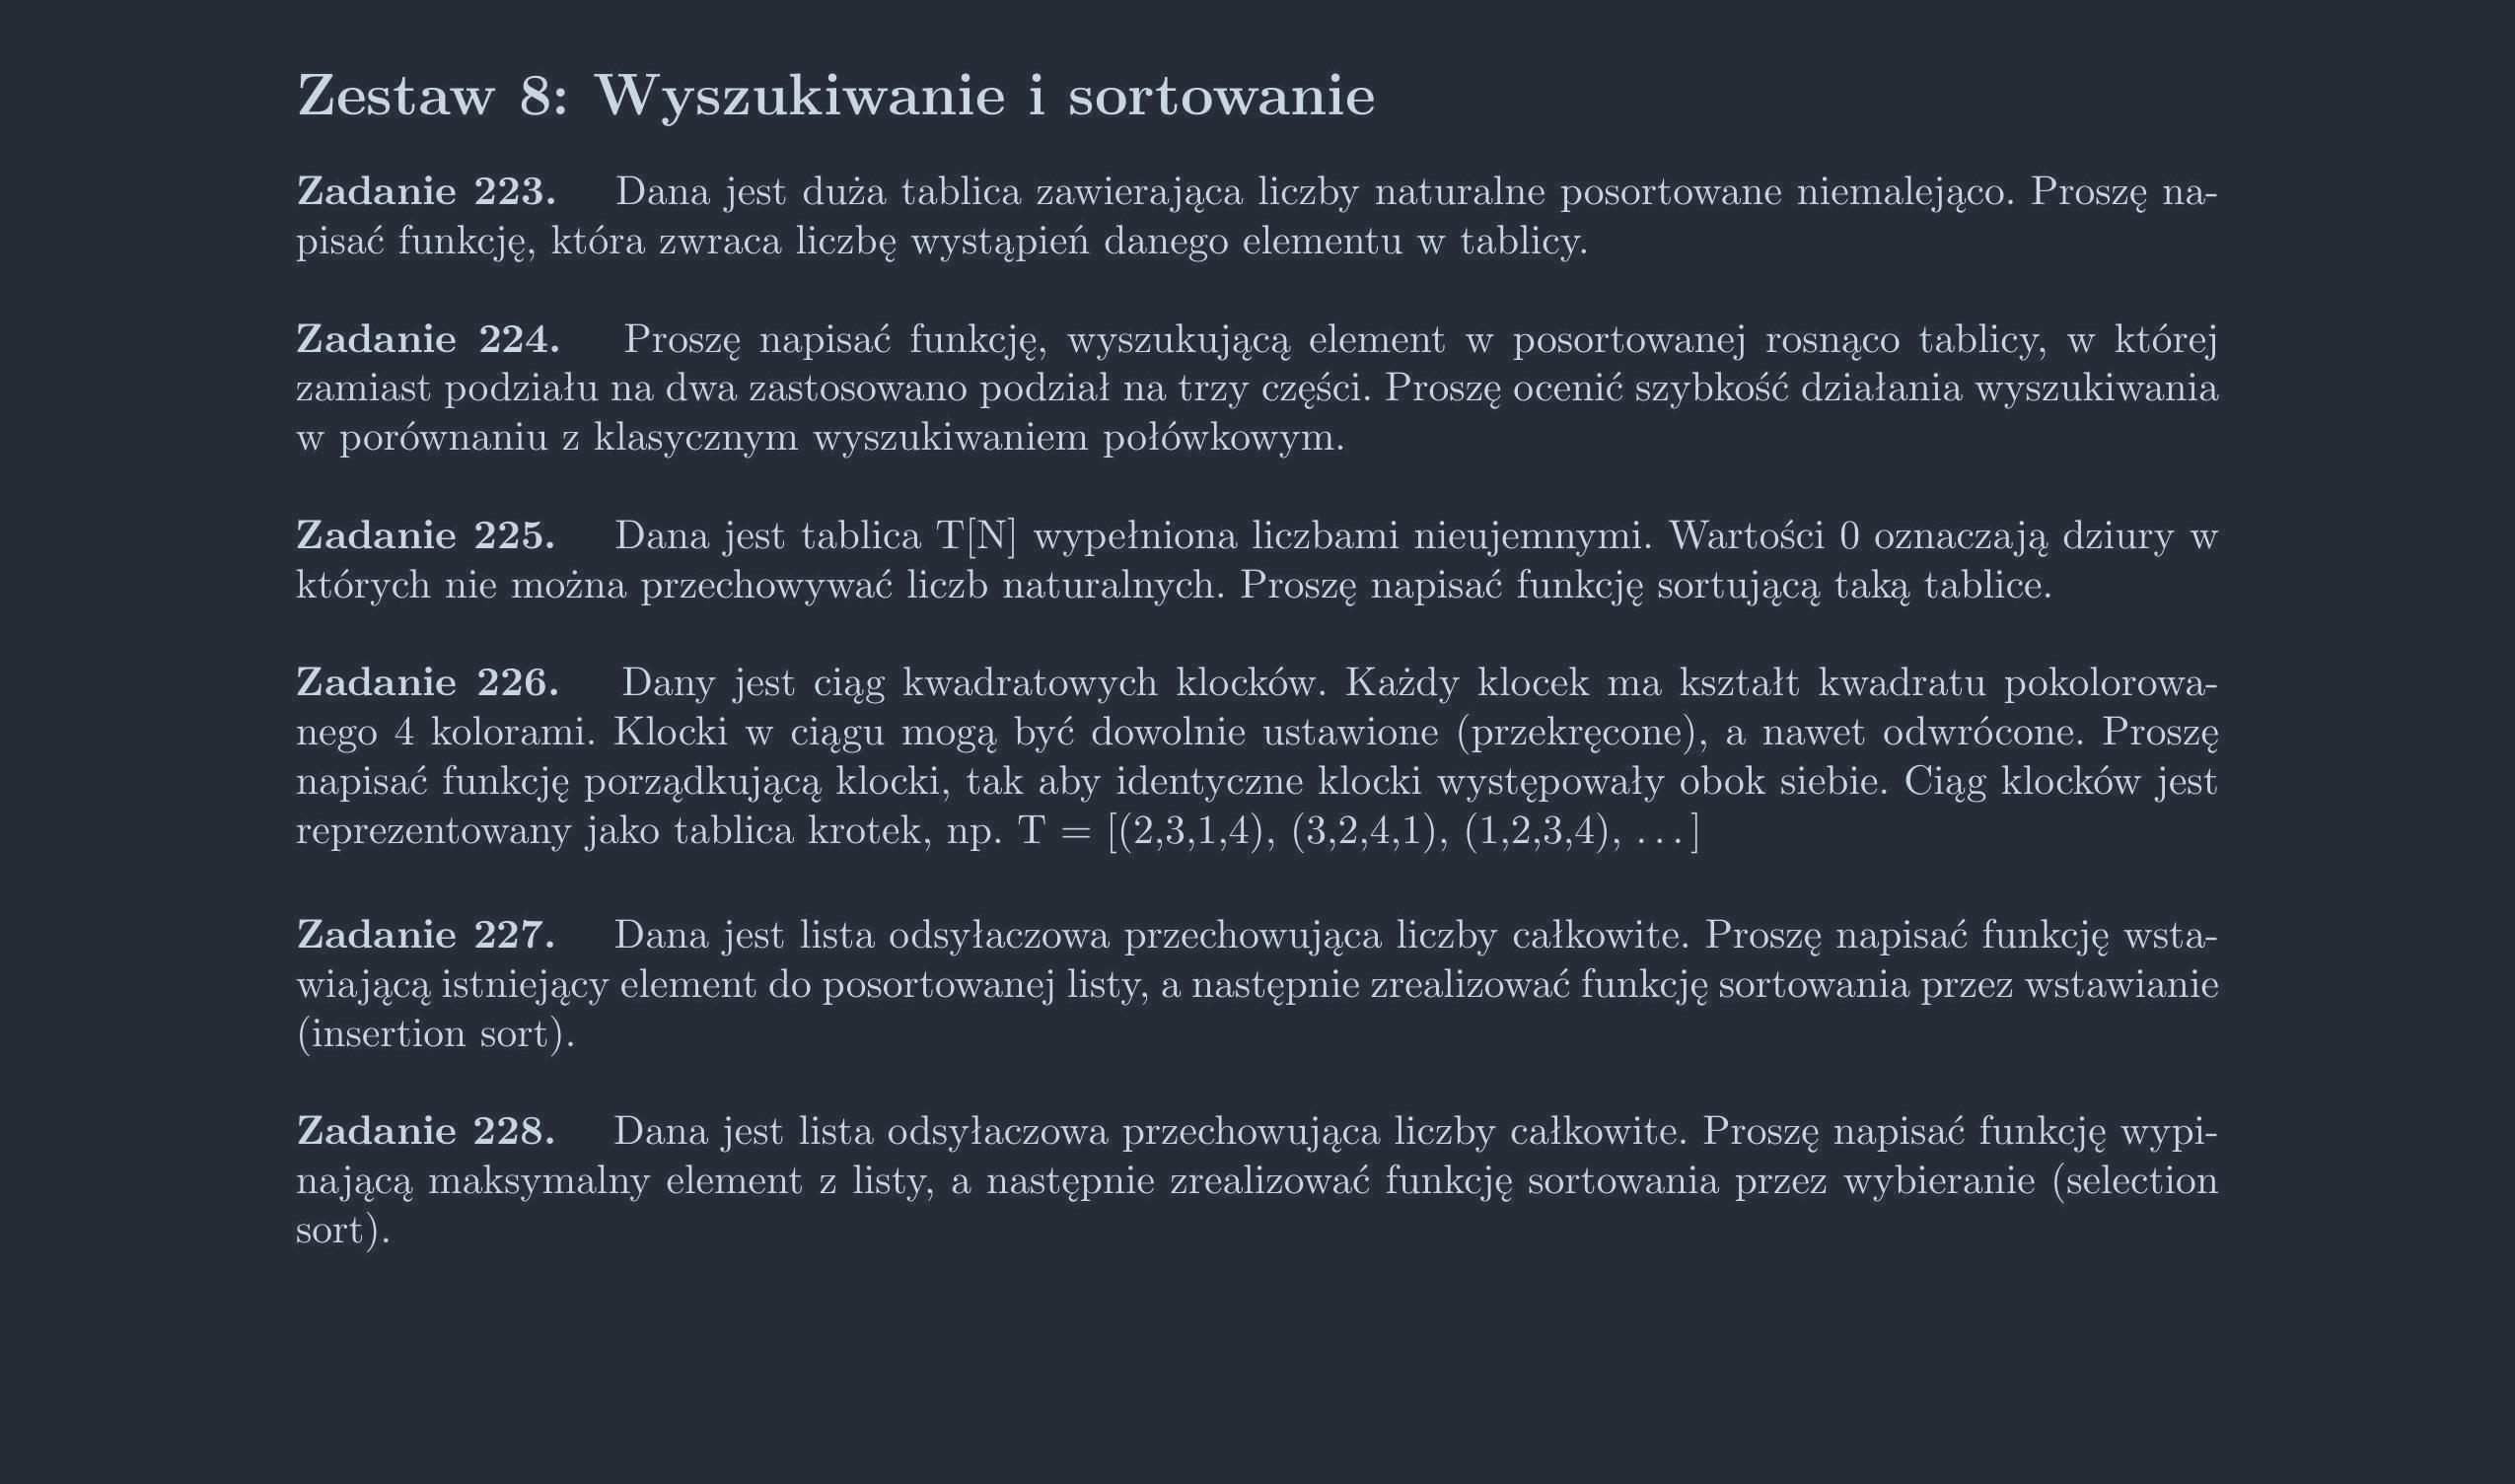 Zestaw 8: Wyszukiwanie i sortowanie
Zadanie 223. Dana jest duża tablica zawierająca liczby naturalne posortowane niemalejąco. Proszę na-
pisać funkcję, która zwraca liczbę wystąpień danego elementu w tablicy.
Zadanie 224. Proszę napisać funkcję, wyszukującą element w posortowanej rosnąco tablicy, w której
zamiast podziału na dwa zastosowano podział na trzy części. Proszę ocenić szybkość działania wyszukiwania
w porównaniu z klasycznym wyszukiwaniem połówkowym.
Zadanie 225. Dana jest tablica T[N] wypełniona liczbami nieujemnymi. Wartości 0 oznaczają dziury w
których nie można przechowywać liczb naturalnych. Proszę napisać funkcję sortującą taką tablice.
Zadanie 226. Dany jest ciąg kwadratowych klocków. Każdy klocek ma kształt kwadratu pokolorowa-
nego 4 kolorami. Klocki w ciągu mogą być dowolnie ustawione (przekręcone), a nawet odwrócone. Proszę
napisać funkcję porządkującą klocki, tak aby identyczne klocki występowały obok siebie. Ciąg klocków jest
reprezentowany jako tablica krotek, np. T = [(2,3,1,4), (3,2,4,1), (1,2,3,4), ...]
Zadanie 227. Dana jest lista odsyłaczowa przechowująca liczby całkowite. Proszę napisać funkcję wsta-
wiającą istniejący element do posortowanej listy, a następnie zrealizować funkcję sortowania przez wstawianie
(insertion sort).
Zadanie 228. Dana jest lista odsyłaczowa przechowująca liczby całkowite. Proszę napisać funkcję wypi-
nającą maksymalny element z listy, a następnie zrealizować funkcję sortowania przez wybieranie (selection
sort).